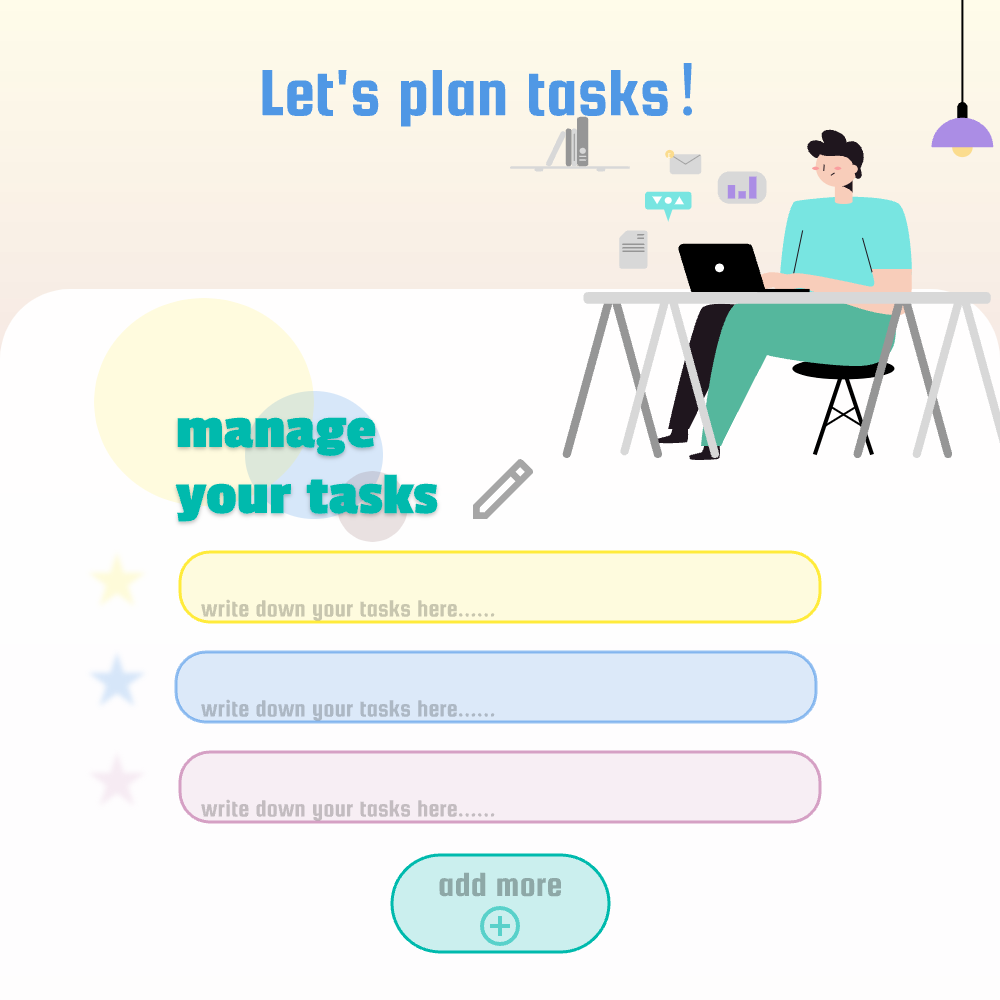 Let's plan tasks!
manage
your tasks
write down your tasks here......
write down your tasks here......
write down your tasks here......
add more